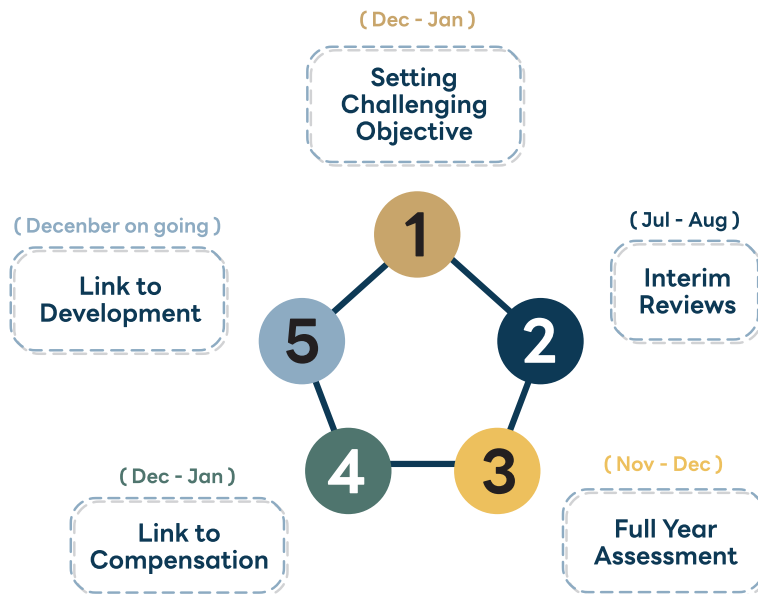 ( Dec - Jan )
Setting
Challenging
Objective
1
( Jul - Aug )
Interim
Reviews
2
( Nov - Dec )
Full Year
Assessment
3
( Dec - Jan )
Link to
Compensation
4
( Decenber on going )
Link to
Development
5